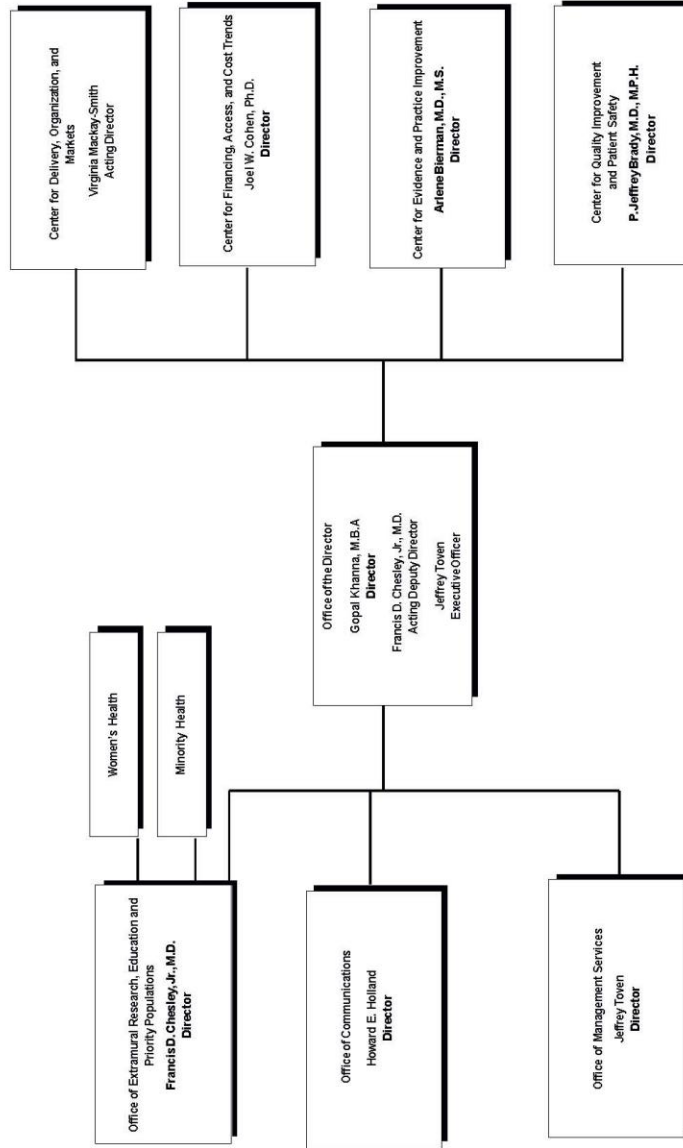 Center for Delivery, Organization, and
Markets
Virginia Mackay-Smith
Acting Director
Center for Financing, Access, and Cost Trends
Joel W. Cohen, Ph.D.
Director
Center for Evidence and Practice Improvement
Arlene Bierman, M.D., M.S.
Director
Center for Quality Improvement
and Patient Safety
P. Jeffrey Brady, M.D., M.P.H.
Director
Office of the Director
Gopal Khanna, M.B.A
Director
Francis D. Chesley, Jr., M.D.
Acting Deputy Director
Jeffrey Toven
Executive Officer
Women's Health
Minority Health
Office of Extramural Research, Education and
Priority Populations
Francis D. Chesley, Jr., M.D.
Director
Office of Communications
Howard E. Holland
Director
Office of Management Services
Jeffrey Toven
Director